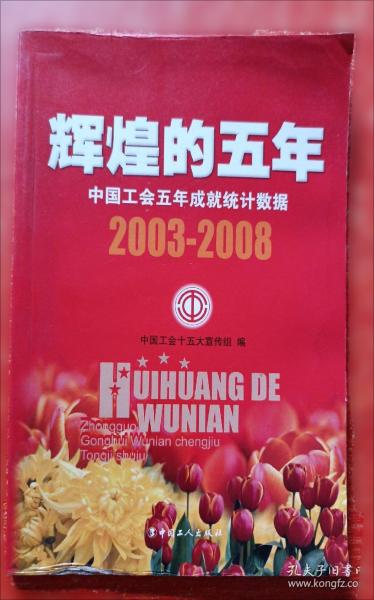 辉煌的五年
中国工会五年成就统计数据
2003-2008
中国工会十五大宣传组 编
HUIHUANG DE
WUNIAN
Zhongguo
Gonghui Wunian chengjiu
Tongji shuju
中国工人出版社
孔夫子旧书网
www.kongfz.com